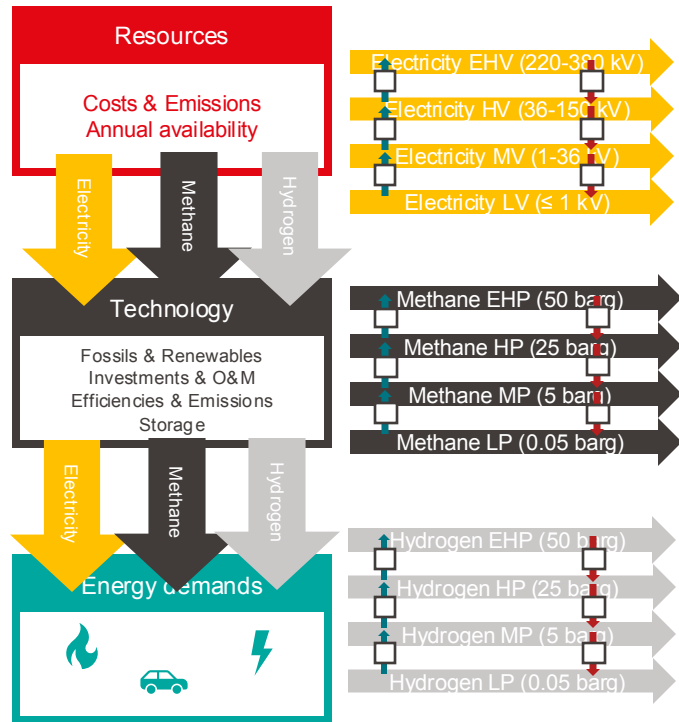 Resources
Costs & Emissions
Annual availability
Electricity
Methane
Hydrogen
Technology
Fossils & Renewables
Investments & O&M
Efficiencies & Emissions
Storage
Electricity
Methane
Hydrogen
Energy demands
Electricity EHV (220-380 kV)
Electricity HV (36-150 kV)
Electricity MV (1-36 kV)
Electricity LV (≤ 1 kV)
Methane EHP (50 barg)
Methane HP (25 barg)
Methane MP (5 barg)
Methane LP (0.05 barg)
Hydrogen EHP (50 barg)
Hydrogen HP (25 barg)
Hydrogen MP (5 barg)
Hydrogen LP (0.05 barg)